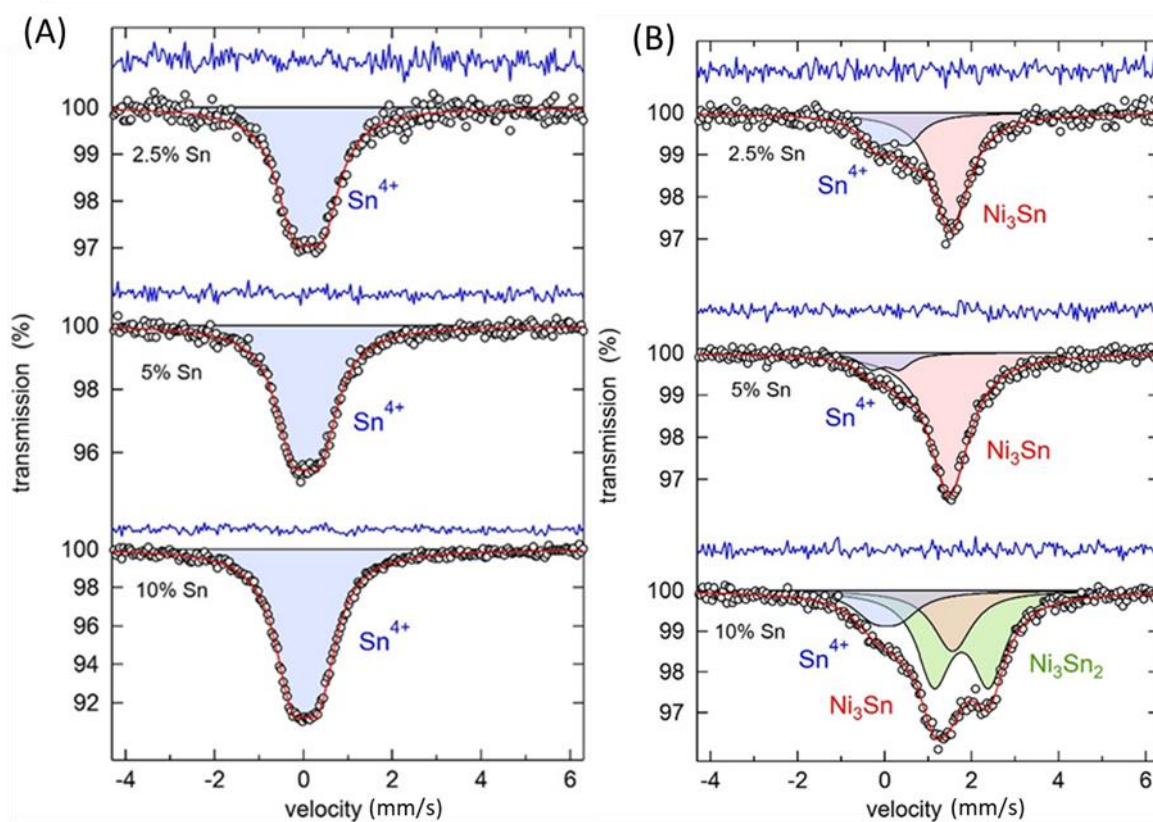 (A)
100
99
98
97
2.5% Sn
Sn4+
100
98
96
5% Sn
Sn4+
100
98
96
94
92
10% Sn
Sn4+
transmission (%)
-4 -2 0 2 4 6
velocity (mm/s)
(B)
100
99
98
97
2.5% Sn
Sn4+
Ni3Sn
100
99
98
97
5% Sn
Sn4+
Ni3Sn
100
99
98
97
10% Sn
Sn4+
Ni3Sn
Ni3Sn2
transmission (%)
-4 -2 0 2 4 6
velocity (mm/s)